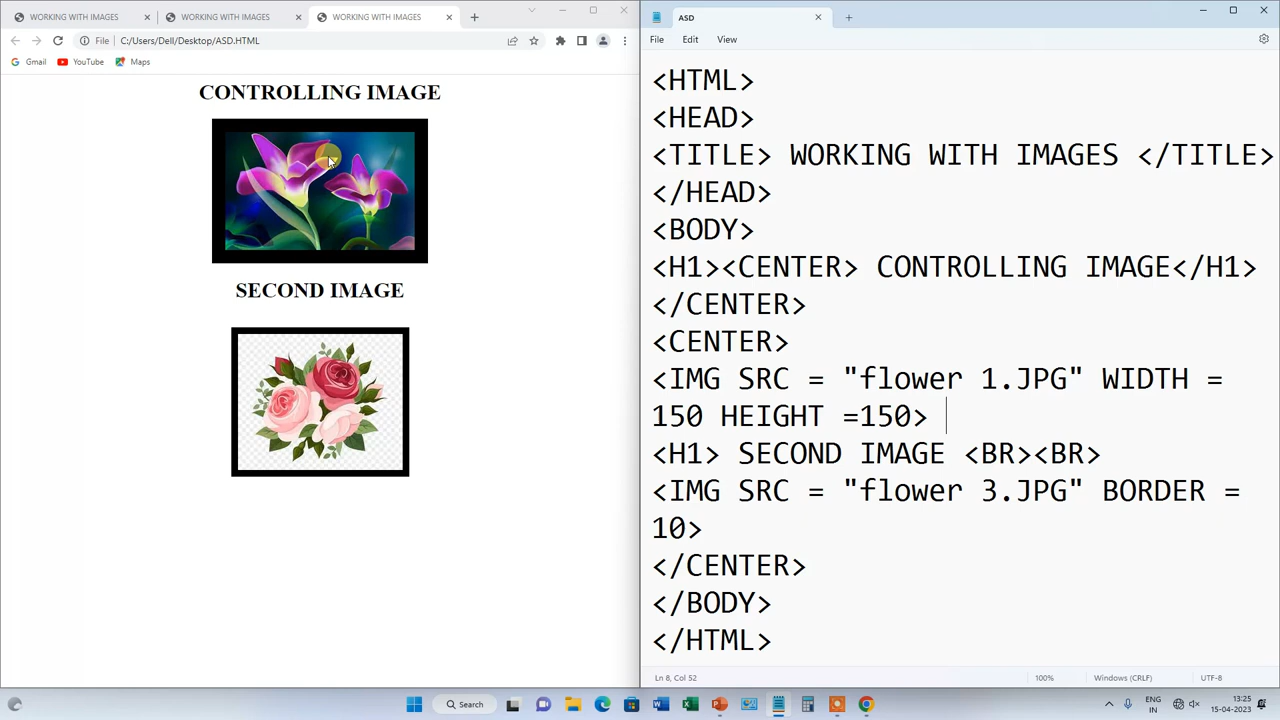 WORKING WITH IMAGES
WORKING WITH IMAGES
WORKING WITH IMAGES
File C:/Users/Dell/Desktop/ASD.HTML
Gmail YouTube Maps
CONTROLLING IMAGE
SECOND IMAGE
ASD
File Edit View
<HTML>
<HEAD>
<TITLE> WORKING WITH IMAGES </TITLE>
</HEAD>
<BODY>
<H1><CENTER> CONTROLLING IMAGE</H1>
</CENTER>
<CENTER>
<IMG SRC = "flower 1.JPG" WIDTH =
150 HEIGHT =150>
<H1> SECOND IMAGE <BR><BR>
<IMG SRC = "flower 3.JPG" BORDER =
10>
</CENTER>
</BODY>
</HTML>
Ln 8, Col 52 100% Windows (CRLF) UTF-8
Search
ENG
IN
13:25
15-04-2023